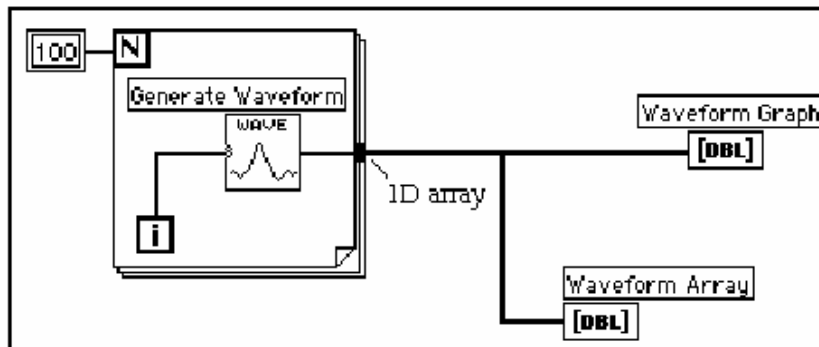 100
N
Generate Waveform
WAVE
i
1D array
Waveform Graph
[DBL]
Waveform Array
[DBL]